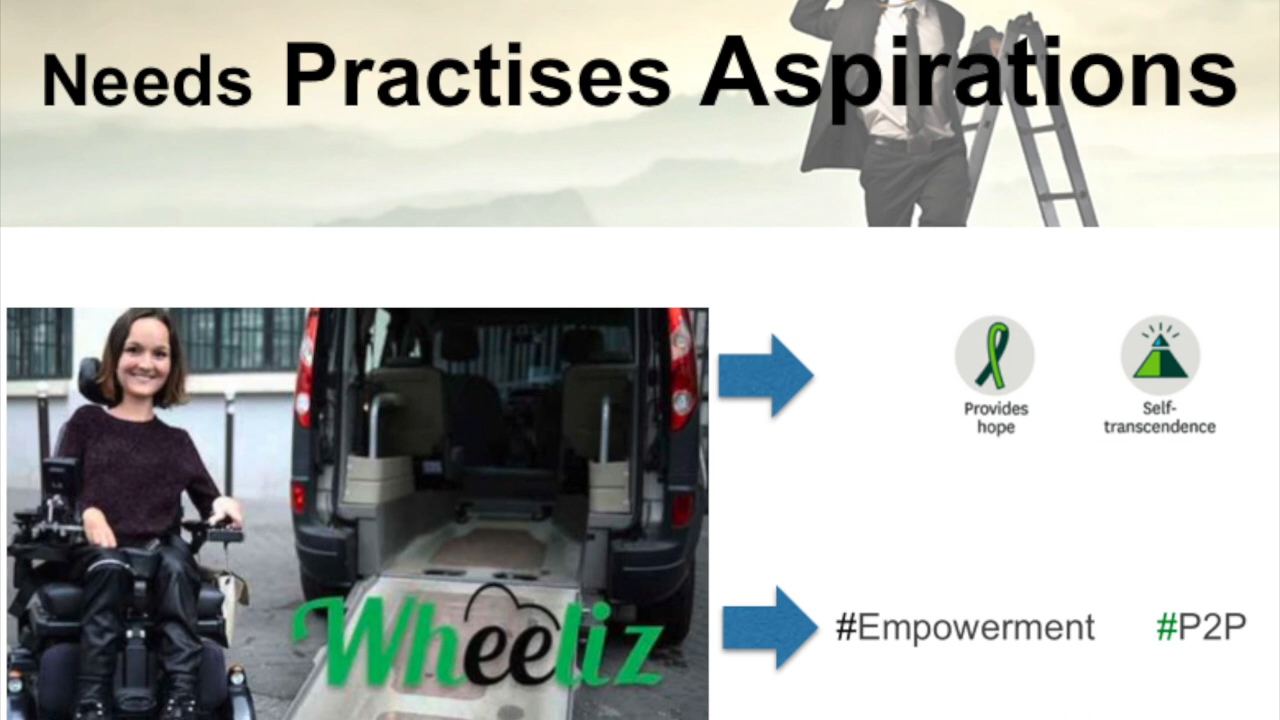 Needs Practises Aspirations
Provides
hope
Self-
transcendence
Wheeliz
#Empowerment #P2P